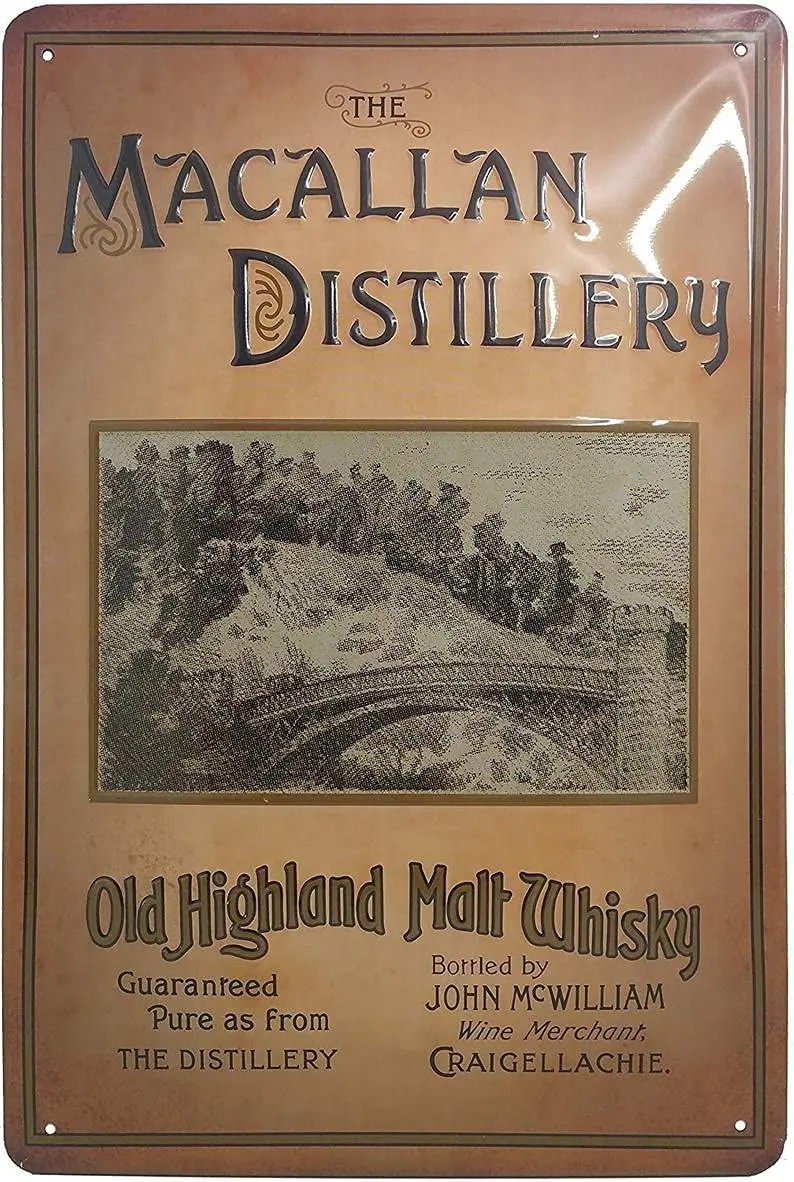 THE
MACALLAN
DISTILLERY
Old Highland Malt Whisky
Guaranteed
Pure as from
THE DISTILLERY
Bottled by
JOHN McWILLIAM
Wine Merchant,
CRAIGELLACHIE.